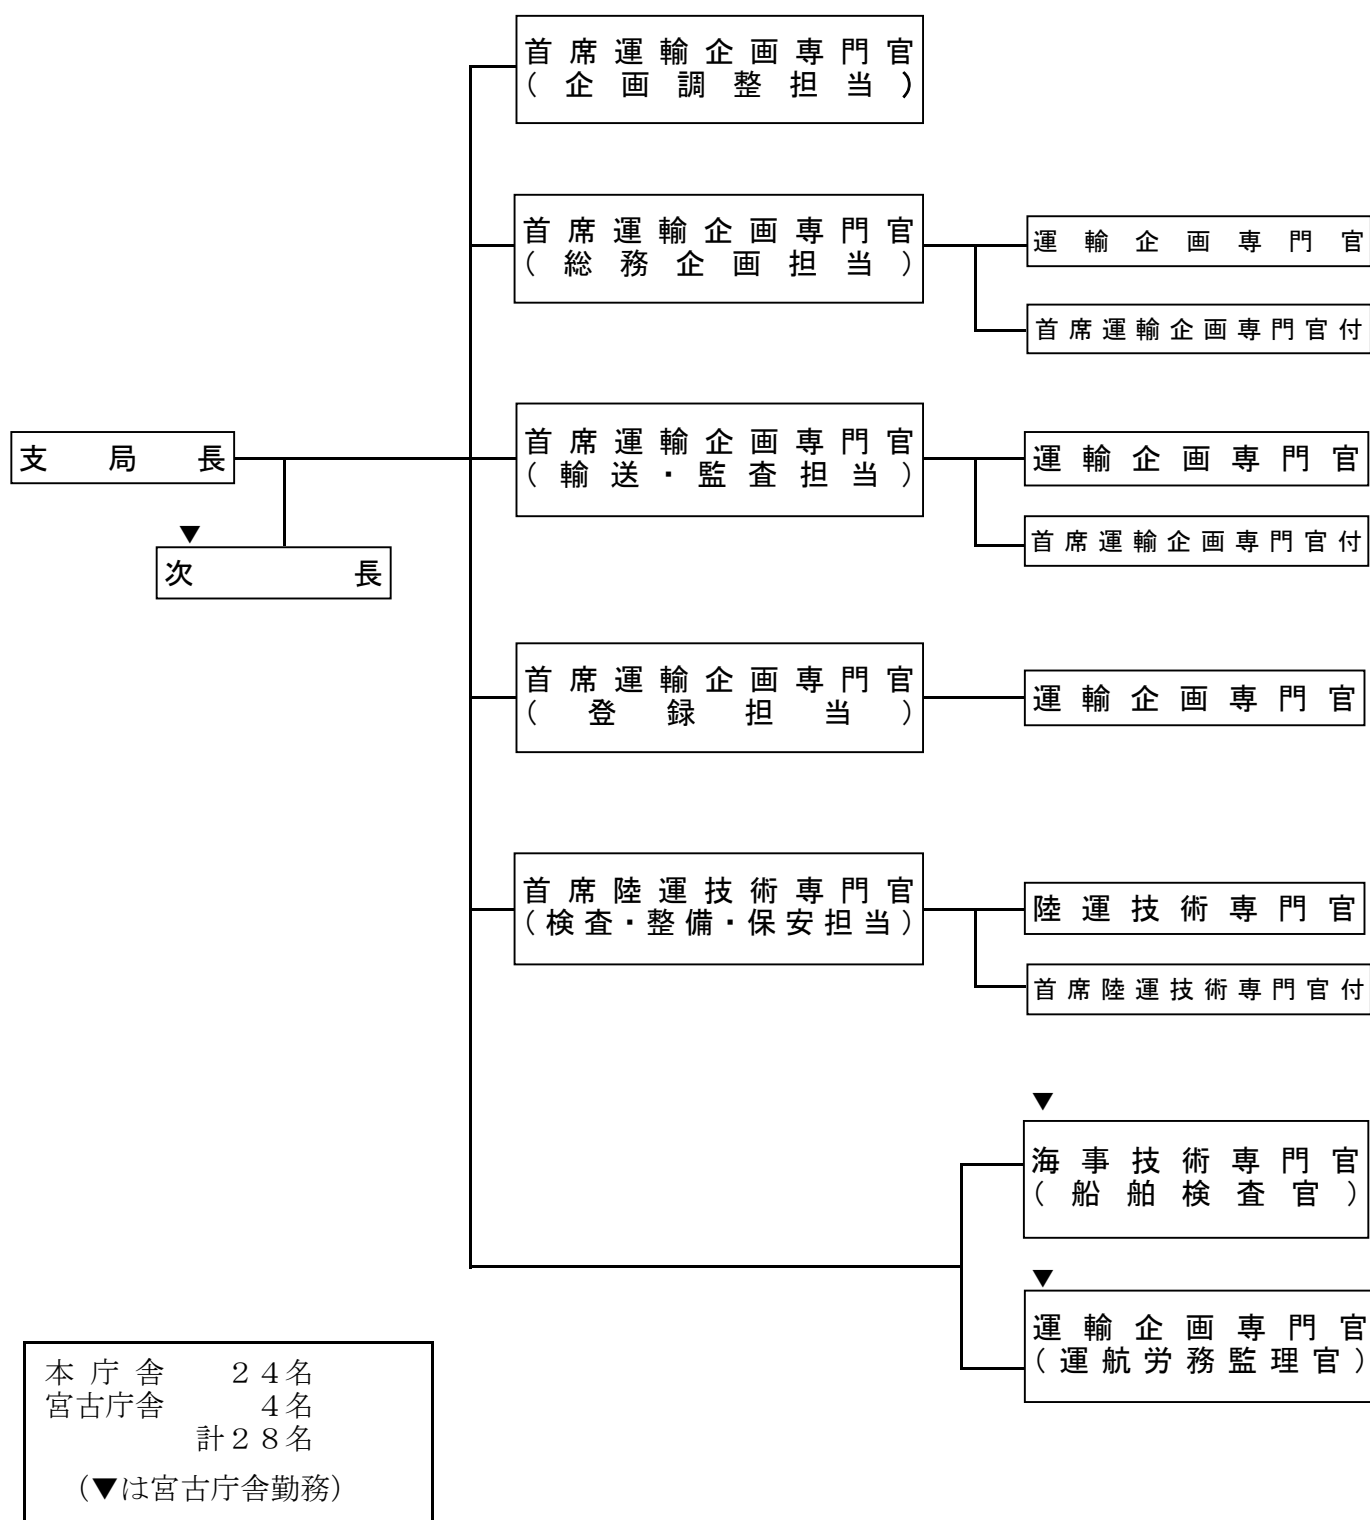 首席運輸企画専門官
(企画調整担当)
首席運輸企画専門官
(総務企画担当)
運輸企画専門官
首席運輸企画専門官付
支局長
▼
次長
首席運輸企画専門官
(輸送・監査担当)
運輸企画専門官
首席運輸企画専門官付
首席運輸企画専門官
(登録担当)
運輸企画専門官
首席陸運技術専門官
(検査・整備・保安担当)
陸運技術専門官
首席陸運技術専門官付
▼
海事技術専門官
(船舶検査官)
▼
運輸企画専門官
(運航労務監理官)
本庁舎 24名
宮古庁舎 4名
計28名
(▼は宮古庁舎勤務)